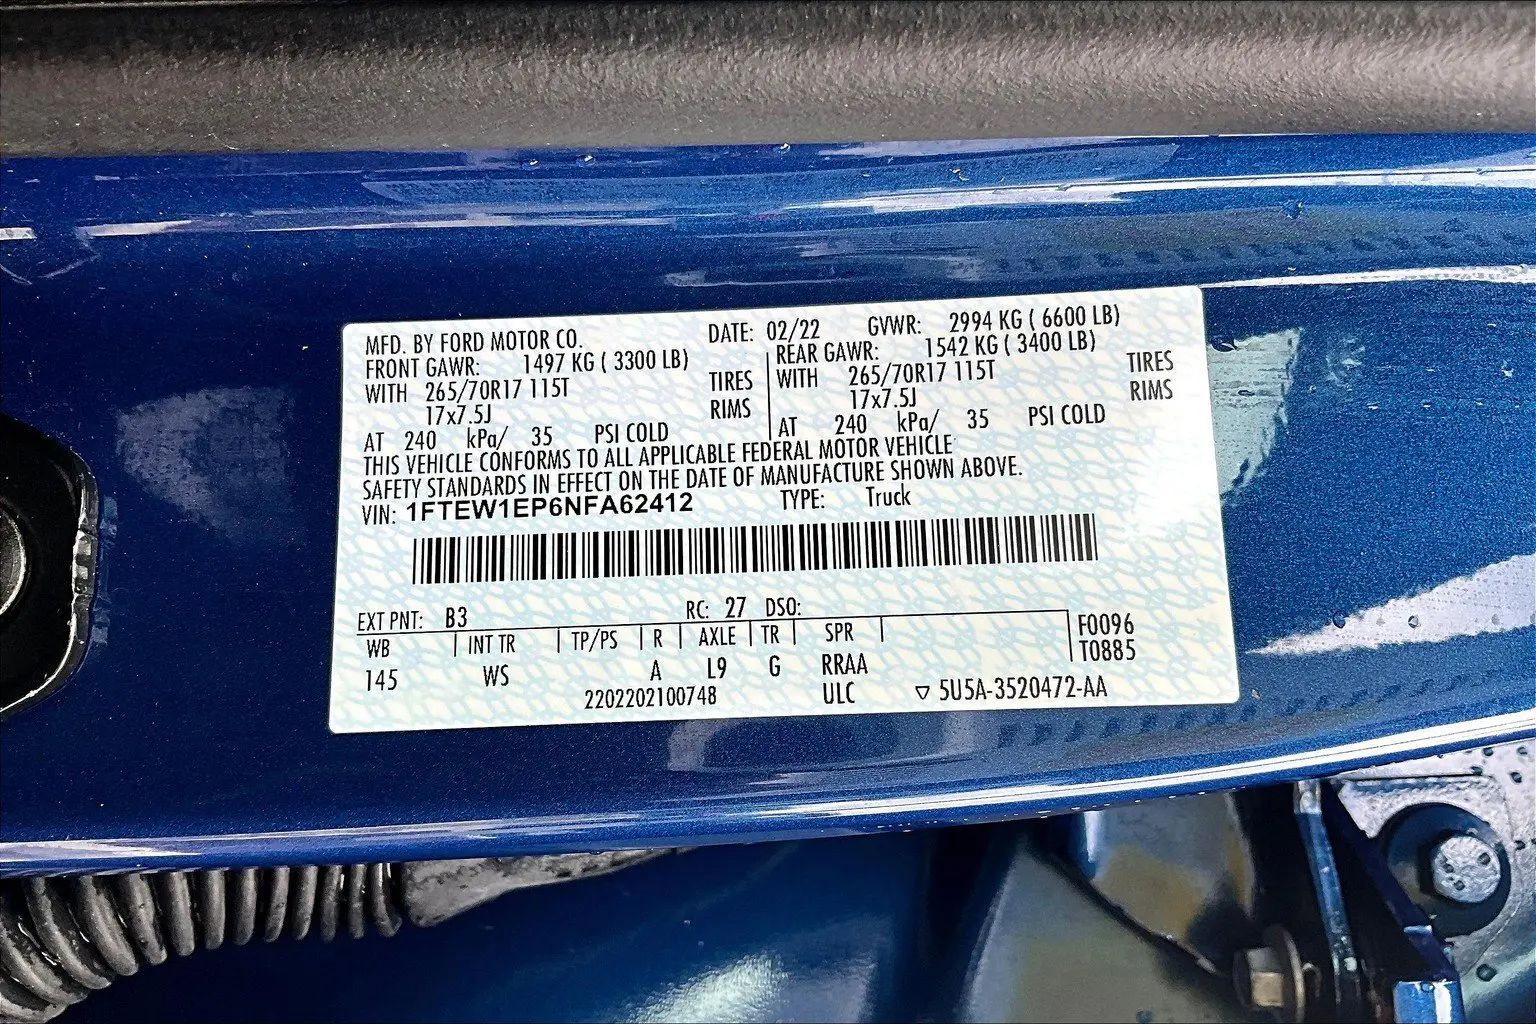 MFD. BY FORD MOTOR CO. DATE: 02/22 GVWR: 2994 KG ( 6600 LB)
FRONT GAWR: 1497 KG ( 3300 LB) REAR GAWR: 1542 KG ( 3400 LB)
WITH 265/70R17 115T TIRES WITH 265/70R17 115T TIRES
17x7.5J RIMS 17x7.5J RIMS
AT 240 kPa/ 35 PSI COLD AT 240 kPa/ 35 PSI COLD
THIS VEHICLE CONFORMS TO ALL APPLICABLE FEDERAL MOTOR VEHICLE
SAFETY STANDARDS IN EFFECT ON THE DATE OF MANUFACTURE SHOWN ABOVE.
VIN: 1FTEW1EP6NFA62412 TYPE: Truck
EXT PNT: B3 RC: 27 DSO:
WB INT TR TP/PS R AXLE TR SPR F0096
145 WS A L9 G RRAA T0885
2202202100748 ULC ▽ 5U5A-3520472-AA